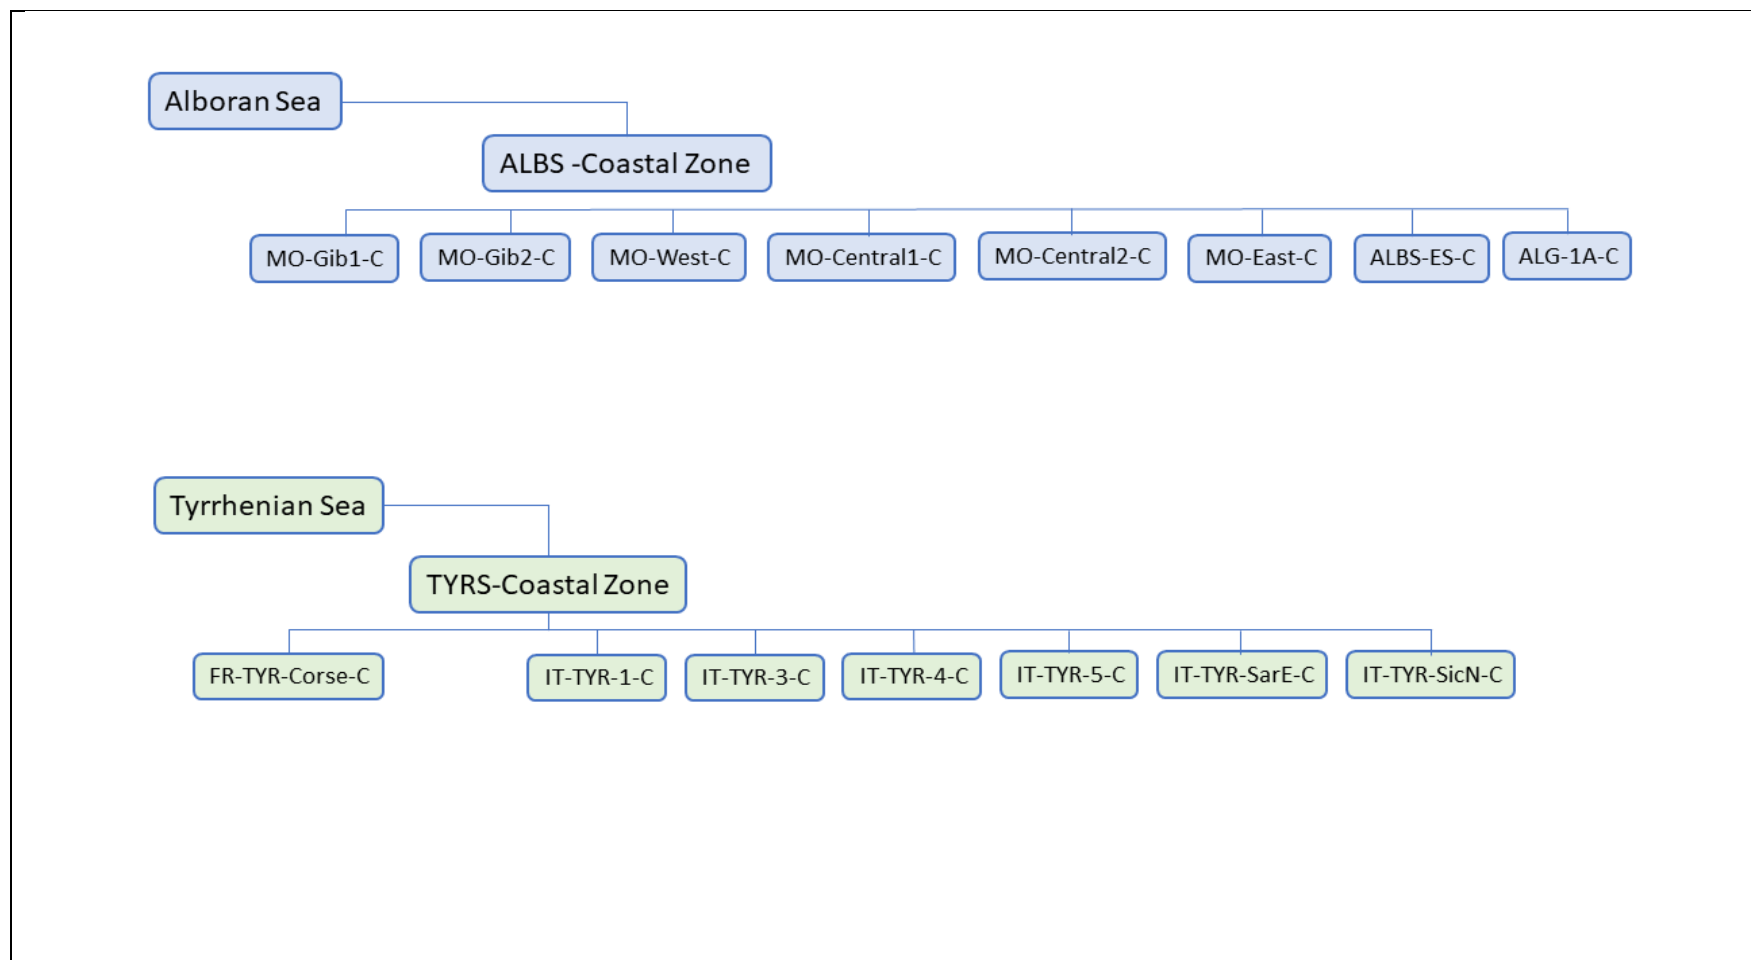 Alboran Sea
ALBS -Coastal Zone
MO-Gib1-C MO-Gib2-C MO-West-C MO-Central1-C MO-Central2-C MO-East-C ALBS-ES-C ALG-1A-C
Tyrrhenian Sea
TYRS-Coastal Zone
FR-TYR-Corse-C IT-TYR-1-C IT-TYR-3-C IT-TYR-4-C IT-TYR-5-C IT-TYR-SarE-C IT-TYR-SicN-C